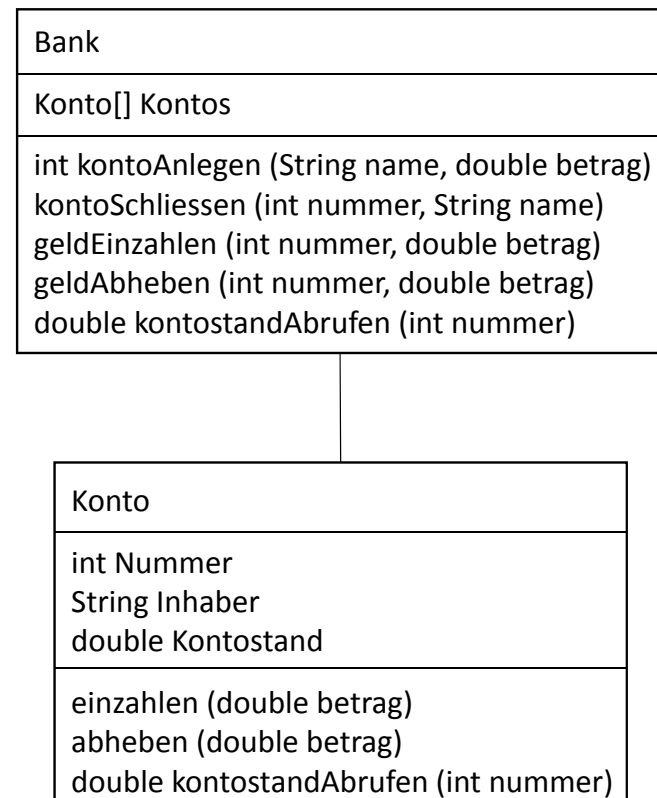 Bank
Konto[] Kontos
int kontoAnlegen (String name, double betrag)
kontoSchliessen (int nummer, String name)
geldEinzahlen (int nummer, double betrag)
geldAbheben (int nummer, double betrag)
double kontostandAbrufen (int nummer)
Konto
int Nummer
String Inhaber
double Kontostand
einzahlen (double betrag)
abheben (double betrag)
double kontostandAbrufen (int nummer)